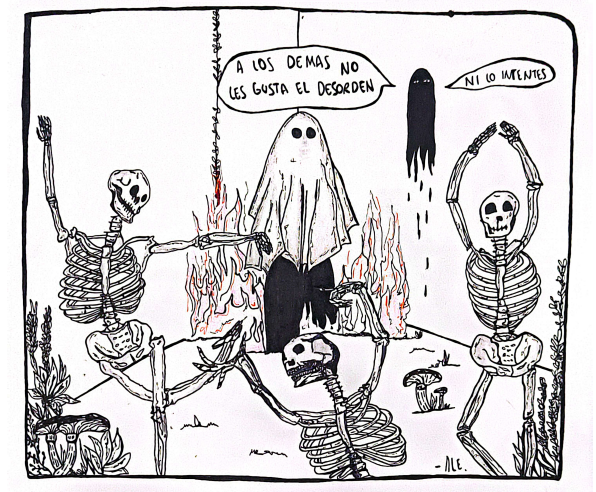 A LOS DEMAS NO
LES GUSTA EL DESORDEN
NI LO INTENTES
-ALE.